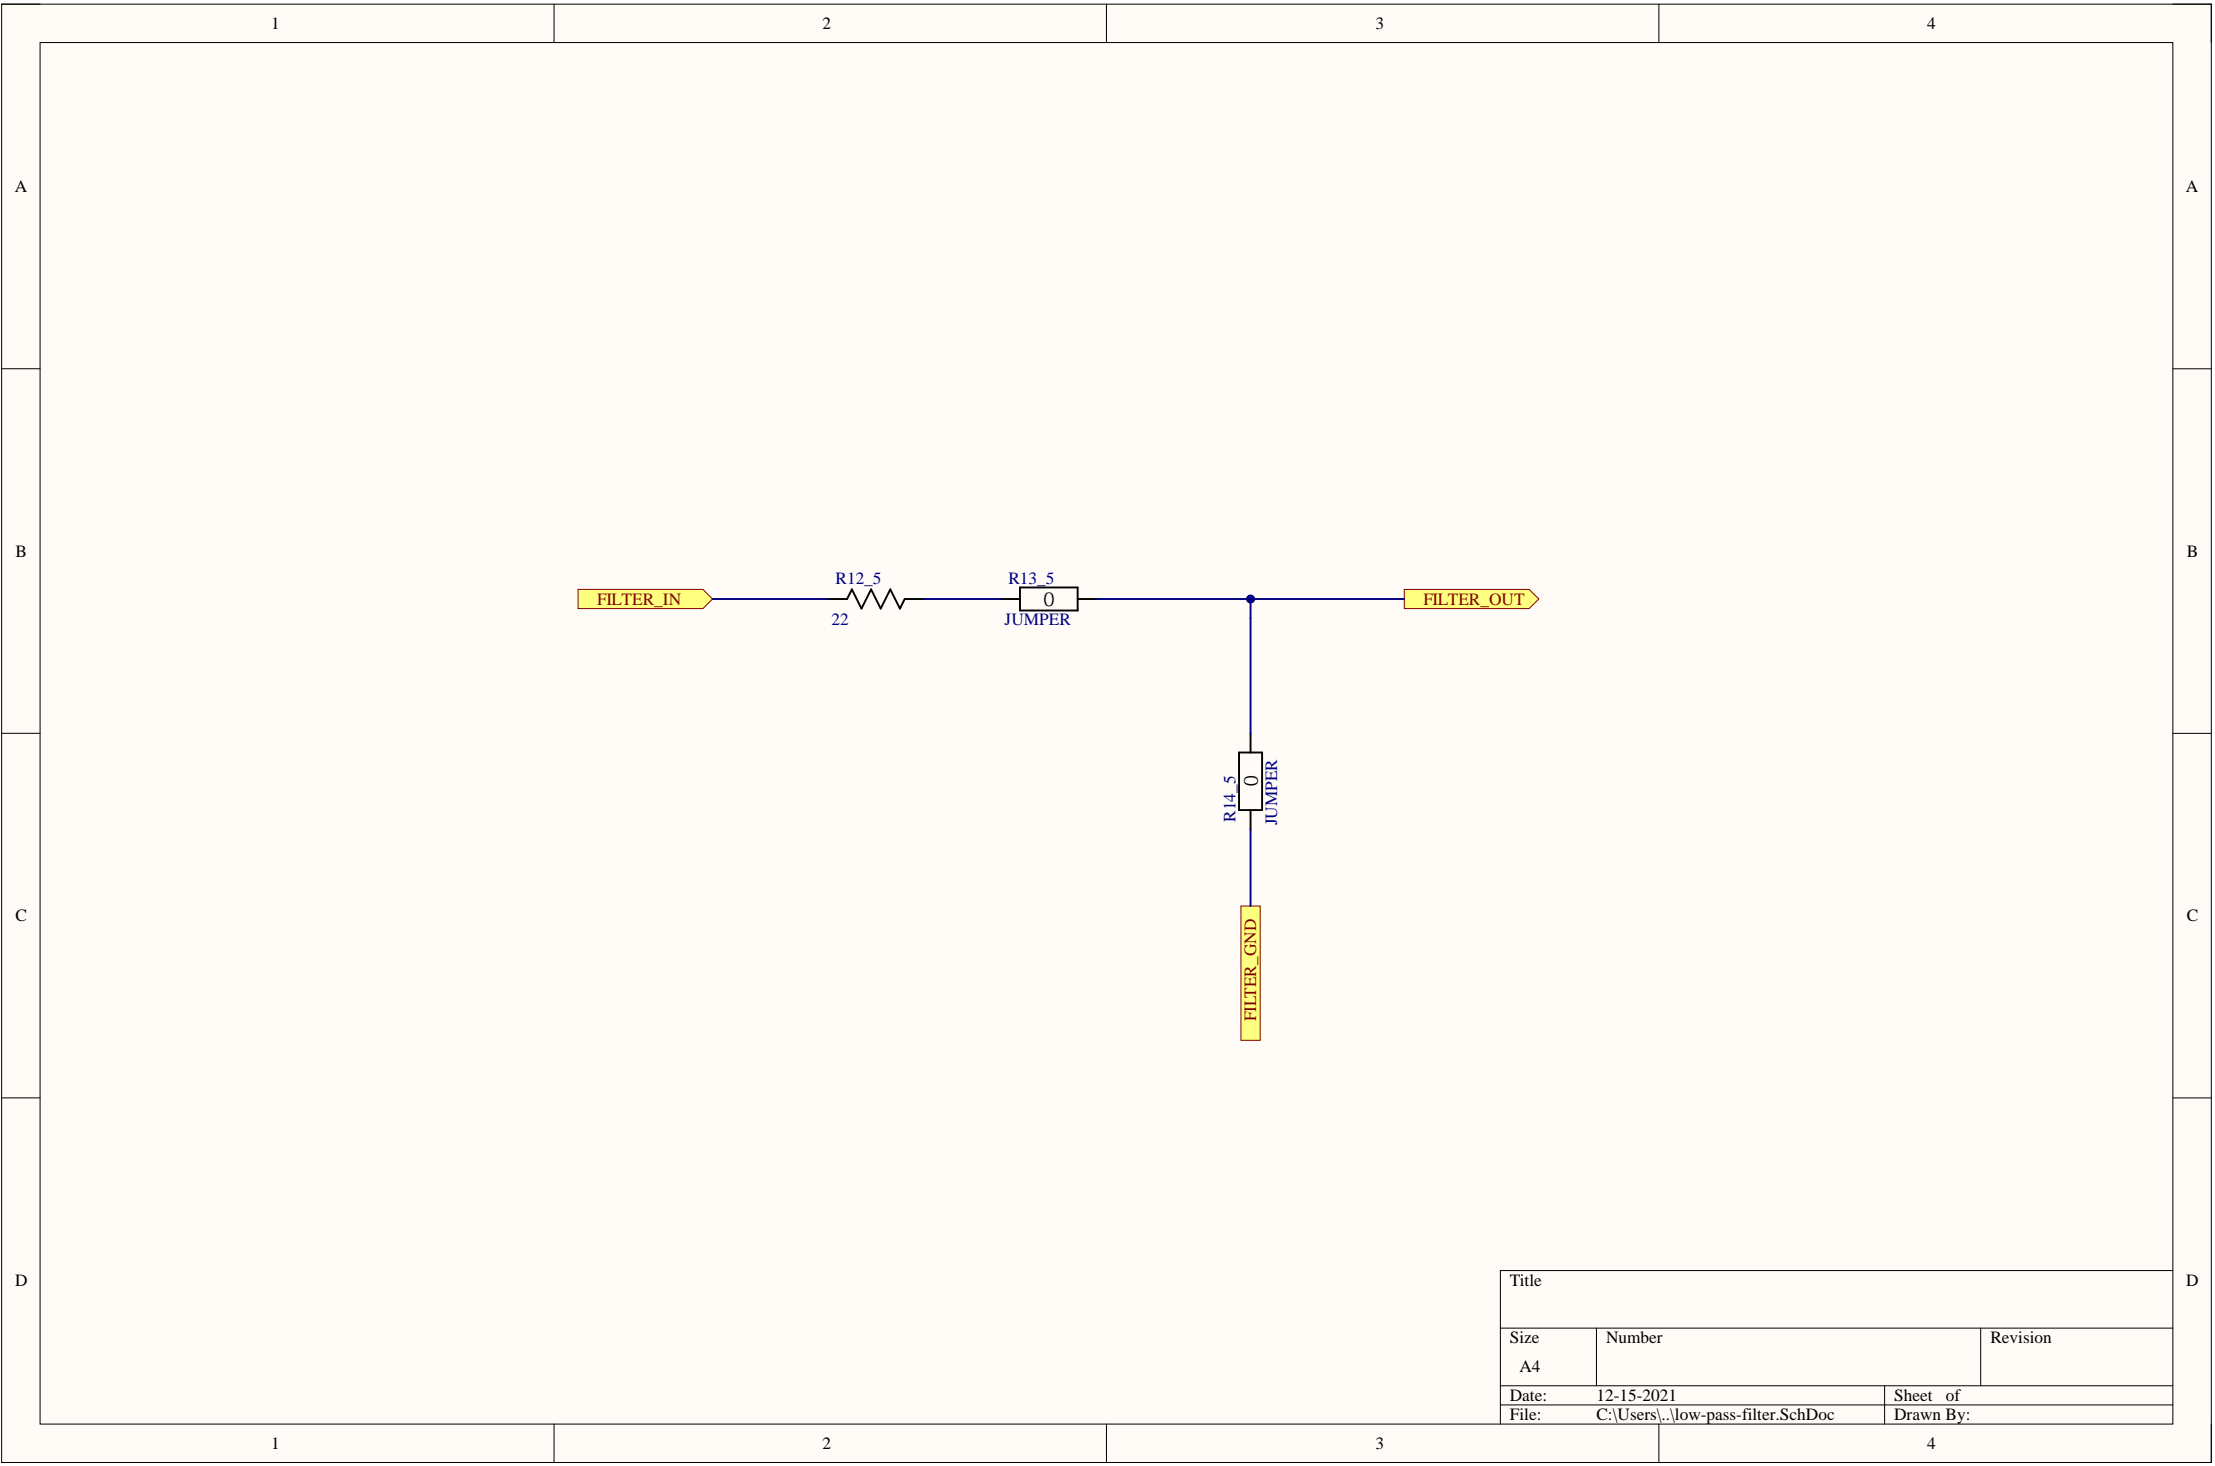 1 2 3 4
A A
B B
R12_5 R13_5
FILTER_IN 0 FILTER_OUT
22 JUMPER
R14_5 0 JUMPER
C C
FILTER_GND
D D
Title
Size Number Revision
A4
Date: 12-15-2021 Sheet of
File: C:\Users\..\low-pass-filter.SchDoc Drawn By:
1 2 3 4